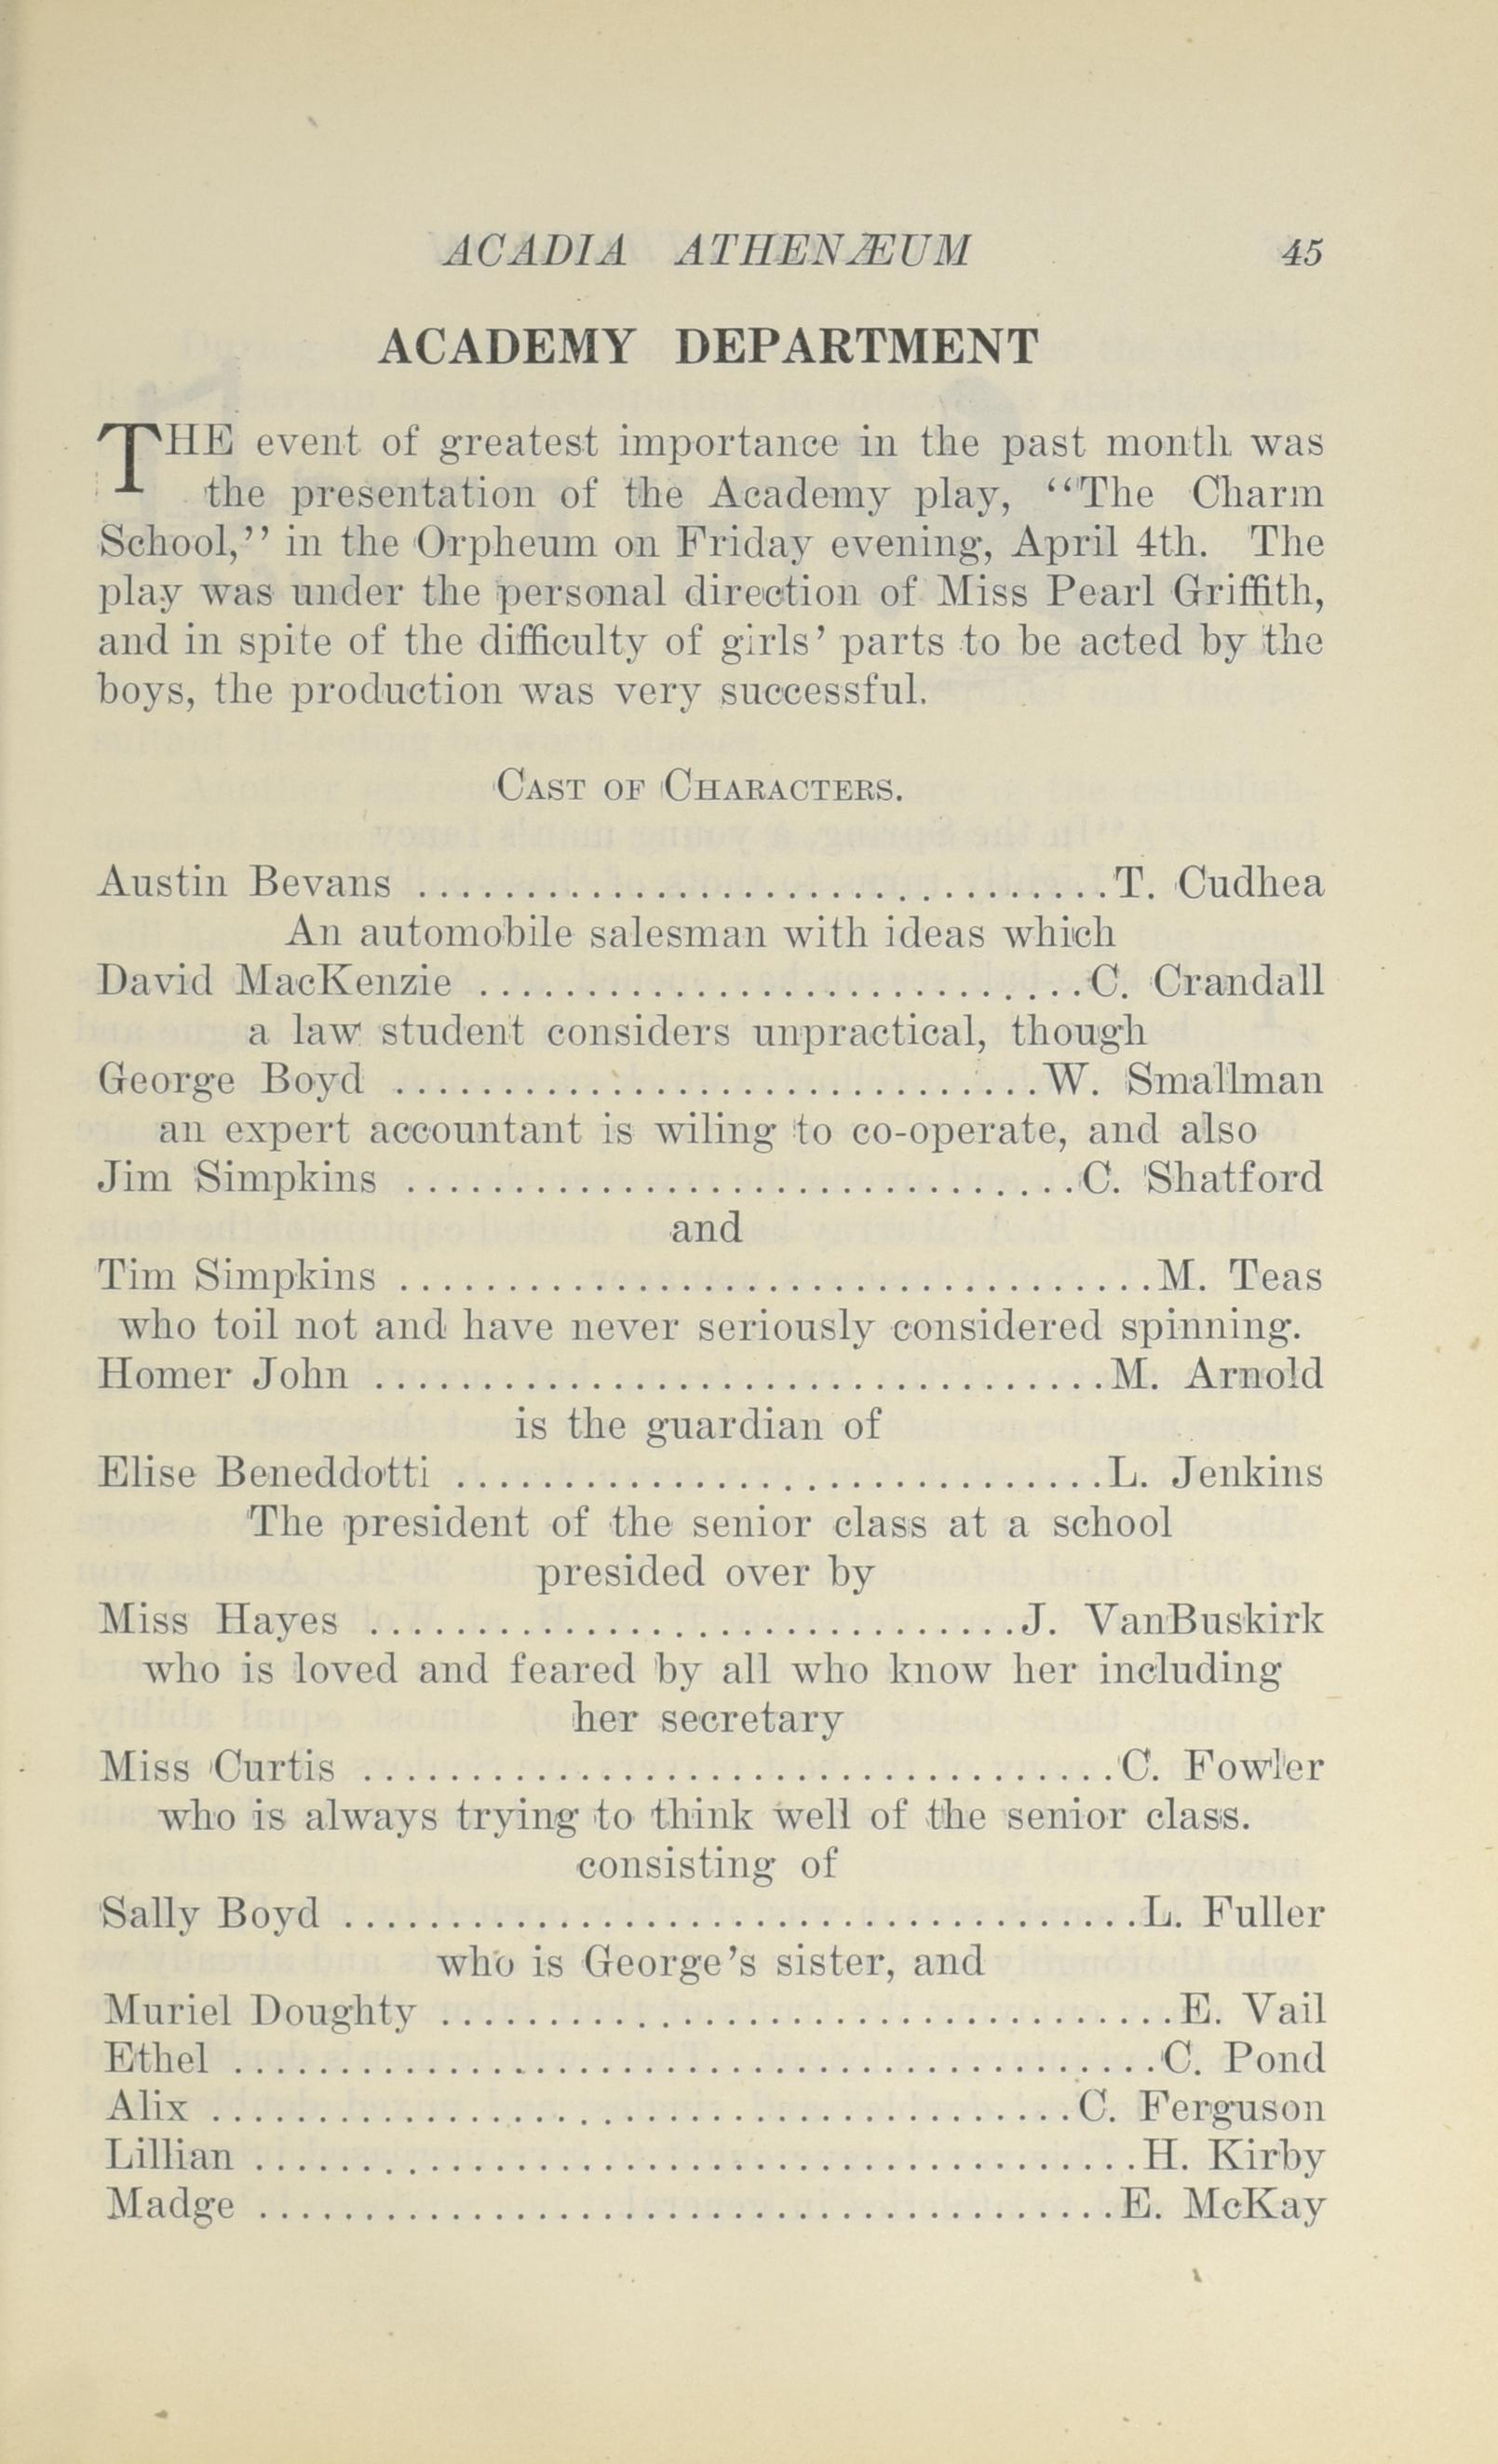 ACADIA ATHENÆUM 45
ACADEMY DEPARTMENT
THE event of greatest importance in the past month was
the presentation of the Academy play, “The Charm
School,” in the Orpheum on Friday evening, April 4th. The
play was under the personal direction of Miss Pearl Griffith,
and in spite of the difficulty of girls’ parts to be acted by the
boys, the production was very successful.
CAST OF CHARACTERS.
Austin Bevans ................................T. Cudhea
An automobile salesman with ideas which
David MacKenzie ............................C. Crandall
a law student considers unpractical, though
George Boyd ..............................W. Smallman
an expert accountant is wiling to co-operate, and also
Jim Simpkins ...............................C. Shatford
and
Tim Simpkins ...................................M. Teas
who toil not and have never seriously considered spinning.
Homer John ..................................M. Arnold
is the guardian of
Elise Beneddotti ..............................L. Jenkins
The president of the senior class at a school
presided over by
Miss Hayes ..............................J. VanBuskirk
who is loved and feared by all who know her including
her secretary
Miss Curtis ...................................C. Fowler
who is always trying to think well of the senior class.
consisting of
Sally Boyd .....................................L. Fuller
who is George’s sister, and
Muriel Doughty ..................................E. Vail
Ethel ...........................................C. Pond
Alix ........................................C. Ferguson
Lillian .........................................H. Kirby
Madge ........................................E. McKay